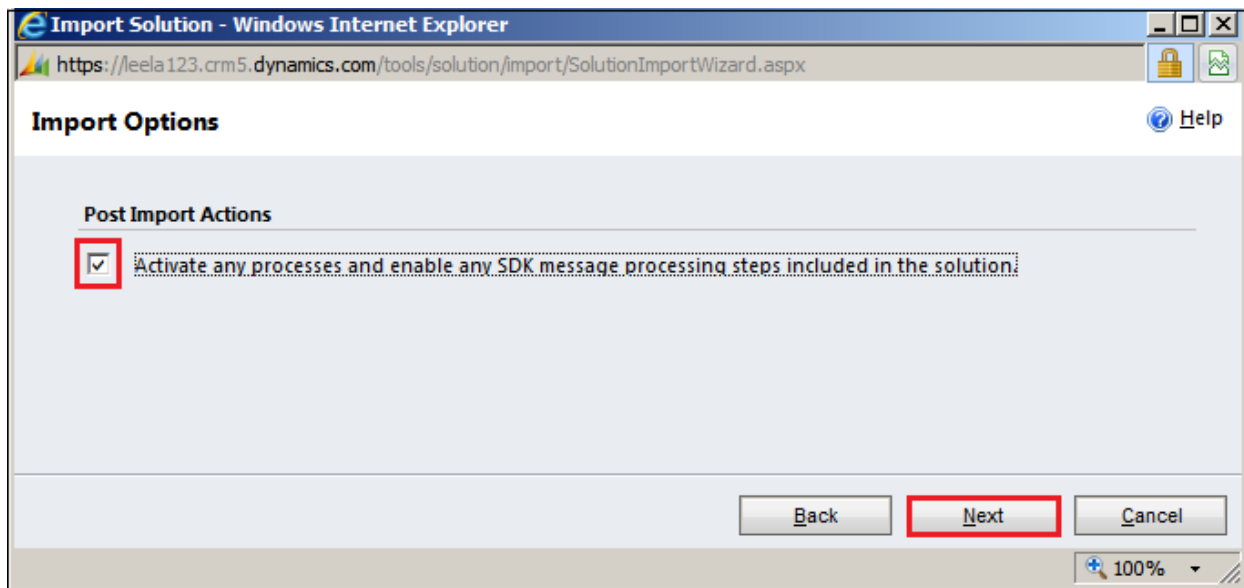 Import Solution - Windows Internet Explorer
https://leela123.crm5.dynamics.com/tools/solution/import/SolutionImportWizard.aspx
Import Options
Help
Post Import Actions
Activate any processes and enable any SDK message processing steps included in the solution.
Back
Next
Cancel
100%